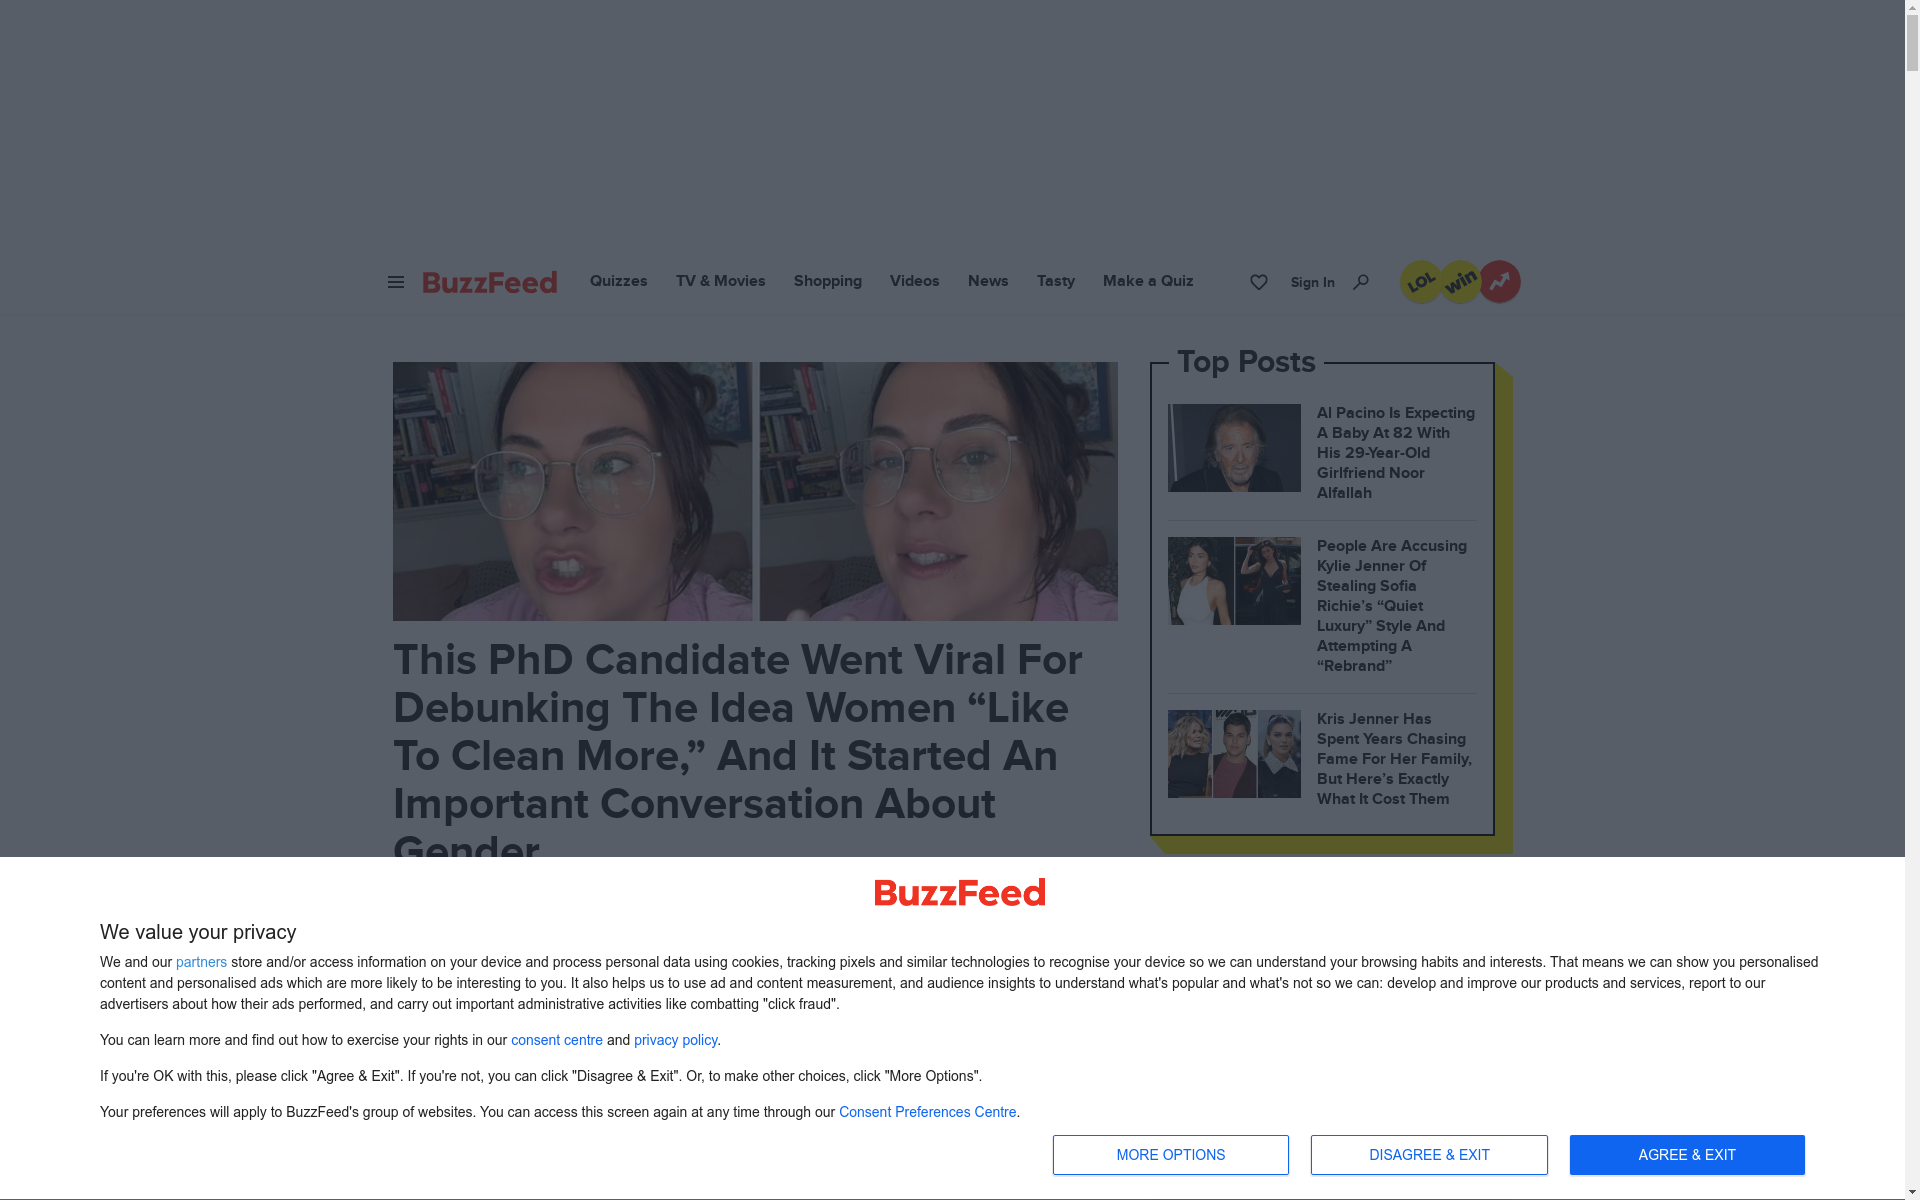 BuzzFeed
Quizzes
TV & Movies
Shopping
Videos
News
Tasty
Make a Quiz
Sign In
LOL
win
Top Posts
Al Pacino Is Expecting
A Baby At 82 With
His 29-Year-Old
Girlfriend Noor
Alfallah
People Are Accusing
Kylie Jenner Of
Stealing Sofia
Richie’s “Quiet
Luxury” Style And
Attempting A
“Rebrand”
Kris Jenner Has
Spent Years Chasing
Fame For Her Family,
But Here’s Exactly
What It Cost Them
This PhD Candidate Went Viral For
Debunking The Idea Women “Like
To Clean More,” And It Started An
Important Conversation About
Gender
BuzzFeed
We value your privacy
We and our partners store and/or access information on your device and process personal data using cookies, tracking pixels and similar technologies to recognise your device so we can understand your browsing habits and interests. That means we can show you personalised
content and personalised ads which are more likely to be interesting to you. It also helps us to use ad and content measurement, and audience insights to understand what's popular and what's not so we can: develop and improve our products and services, report to our
advertisers about how their ads performed, and carry out important administrative activities like combatting "click fraud".
You can learn more and find out how to exercise your rights in our consent centre and privacy policy.
If you're OK with this, please click "Agree & Exit". If you're not, you can click "Disagree & Exit". Or, to make other choices, click "More Options".
Your preferences will apply to BuzzFeed's group of websites. You can access this screen again at any time through our Consent Preferences Centre.
MORE OPTIONS
DISAGREE & EXIT
AGREE & EXIT